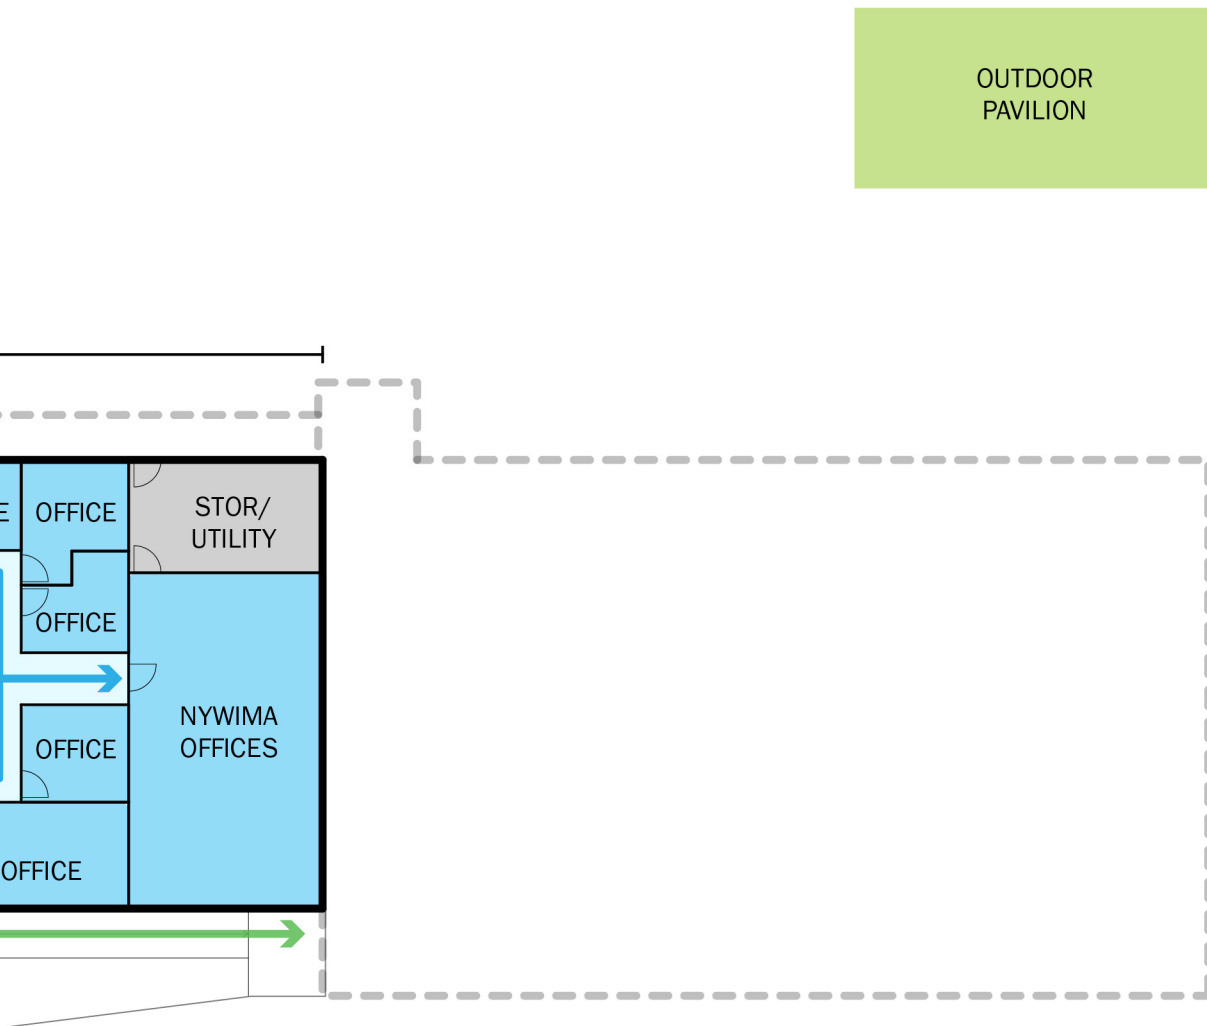 OUTDOOR
PAVILION
OFFICE
STOR/
UTILITY
OFFICE
NYWIMA
OFFICES
OFFICE
OFFICE